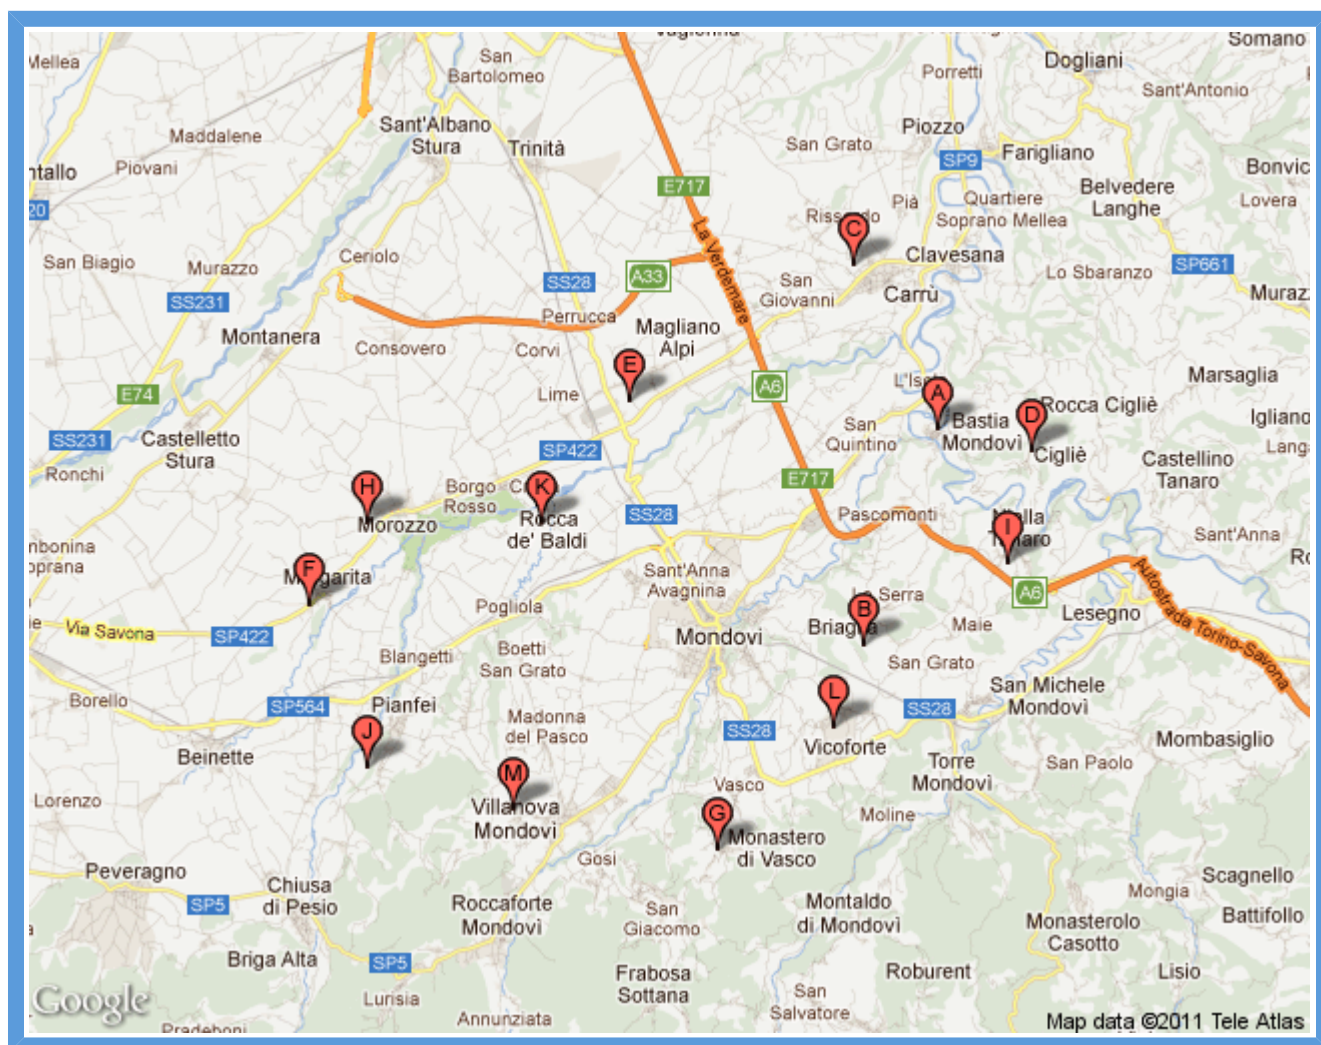 Somano
Dogliani
San
Bartolomeo
Mellea
Porretti
Sant'Antonio
Sant'Albano
Stura
Maddalene
Trinità
Piozzo
San Grato
SP9
Farigliano
Piovani
E717
Belvedere
Langhe
Lovera
20
Pià
Quartiere
Soprano Mellea
C
La Verdemare
Ceriolo
San Biagio
Murazzo
Clavesana
Lo Sbaranzo
SP661
A33
SS28
San
Giovanni
Carrù
SS231
Perrucca
Magliano
Alpi
Montanera
Consovero
Corvi
E
A6
Marsaglia
E74
Lime
A
Rocca Cigliè
D
Bastia
Mondovì
San
Quintino
Castelletto
Stura
SS231
SP422
Cigliè
Castellino
Tanaro
Ronchi
E717
H
Borgo
Rosso
K
Morozzo
Rocca
de' Baldi
SS28
Pascomonti
I
Sant'Anna
Sant'Anna
Avagnina
F
A6
Autostrada Torino-Savona
Pogliola
Lesegno
B
Via Savona
SP422
Mondovì
Maie
Boetti
San Grato
Blangetti
San Grato
San Michele
Mondovì
L
Borello
SP564
Pianfei
SS28
Madonna
del Pasco
SS28
J
Vicoforte
Mombasiglio
Beinette
Torre
Mondovì
San Paolo
M
Vasco
Lorenzo
Villanova
Mondovì
G
Moline
Monastero
di Vasco
Gosi
Peveragno
Chiusa
di Pesio
SP5
Roccaforte
Mondovì
San
Giacomo
Montaldo
di Mondovì
Mongia
Scagnello
Battifollo
Monasterolo
Casotto
Briga Alta
SP5
Frabosa
Sottana
Roburent
Lisio
Lurisia
San
Salvatore
Google
Annunziata
Map data ©2011 Tele Atlas